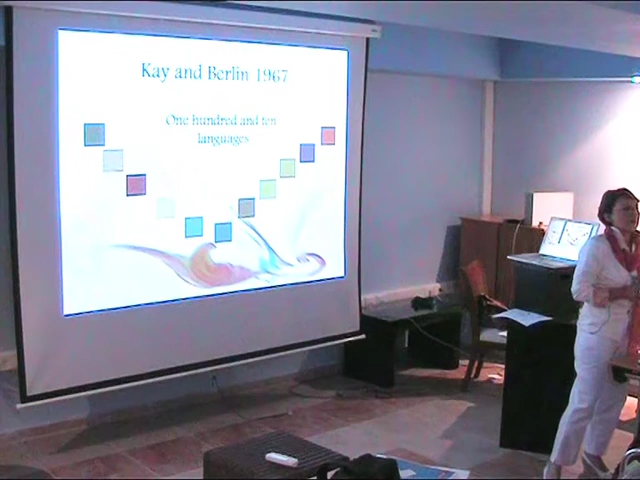 Kay and Berlin 1967
One hundred and ten
languages